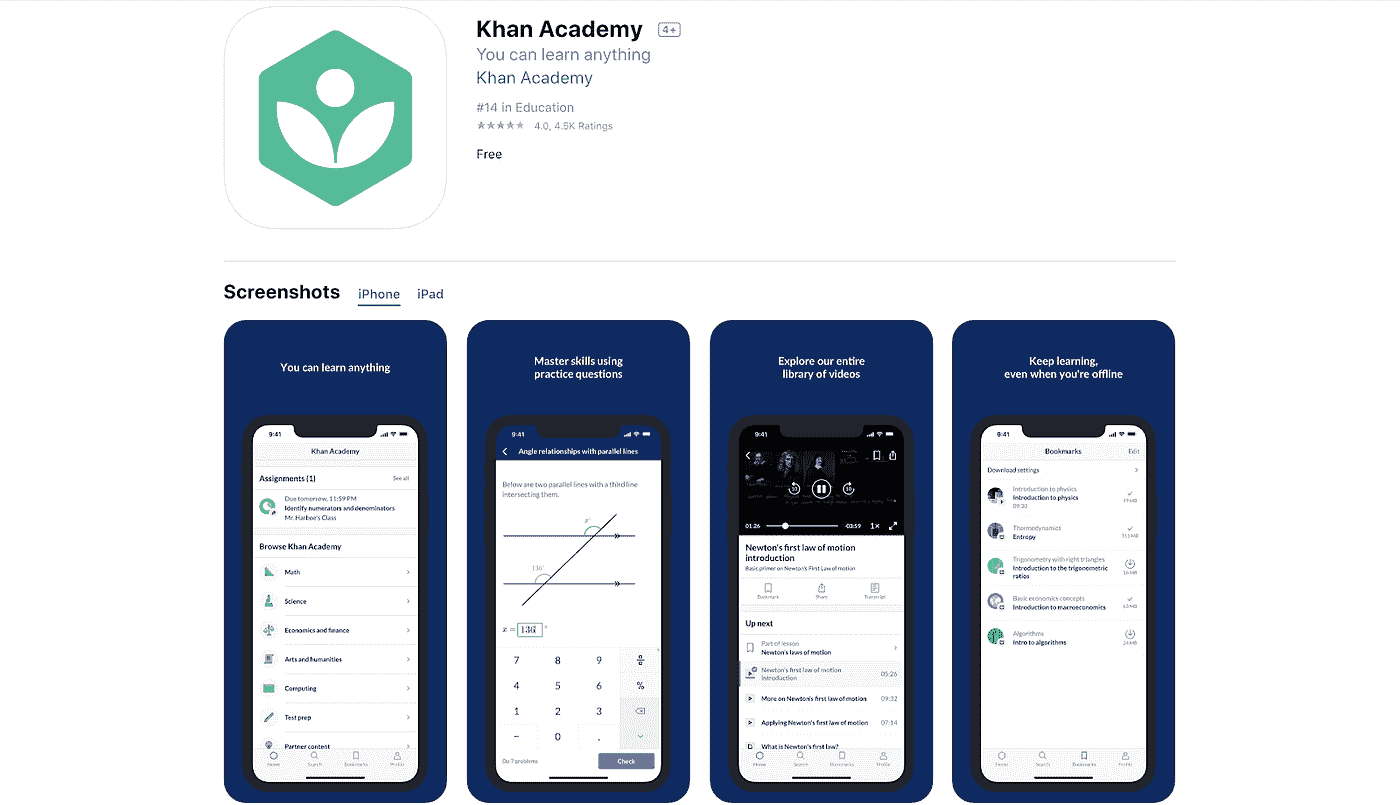 Khan Academy 4+
You can learn anything
Khan Academy
#14 in Education
★★★★★ 4.0, 4.5K Ratings
Free
Screenshots iPhone iPad
You can learn anything
9:41
Khan Academy
Assignments (1) See all
Due tomorrow, 11:59 PM
Identify numerators and denominators
Mr. Harboe's Class
Browse Khan Academy
Math
Science
Economics and finance
Arts and humanities
Computing
Test prep
Partner content
Home Search Bookmarks Profile
Master skills using
practice questions
9:41
Angle relationships with parallel lines
Below are two parallel lines with a third line
intersecting them.
x°
136°
x = 136 °
7 8 9 ÷
4 5 6 %
1 2 3
− 0 .
Do 7 problems Check
Explore our entire
library of videos
9:41
10 10
01:26 -03:59 1×
Newton's first law of motion
introduction
Basic primer on Newton's First Law of motion
Bookmark Share Transcript
Up next
Part of lesson
Newton's laws of motion
Newton's first law of motion
introduction 05:26
More on Newton's first law of motion 09:32
Applying Newton's first law of motion 07:14
What is Newton's first law?
Home Search Bookmarks Profile
Keep learning,
even when you're offline
9:41
Bookmarks Edit
Download settings
Introduction to physics
Introduction to physics
09:30
Thermodynamics
Entropy
Trigonometry with right triangles
Introduction to the trigonometric
ratios
Basic economics concepts
Introduction to macroeconomics
Algorithms
Intro to algorithms
Home Search Bookmarks Profile